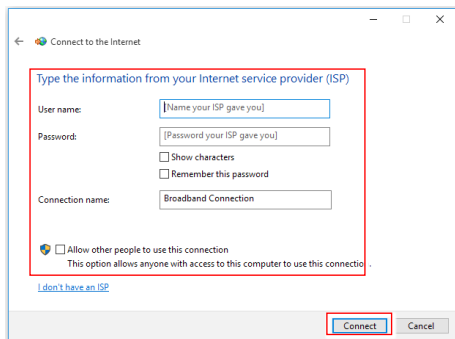 Connect to the Internet
Type the information from your Internet service provider (ISP)
User name:
[Name your ISP gave you]
Password:
[Password your ISP gave you]
Show characters
Remember this password
Connection name:
Broadband Connection
Allow other people to use this connection
This option allows anyone with access to this computer to use this connectio .
I don't have an ISP
Connect
Cancel